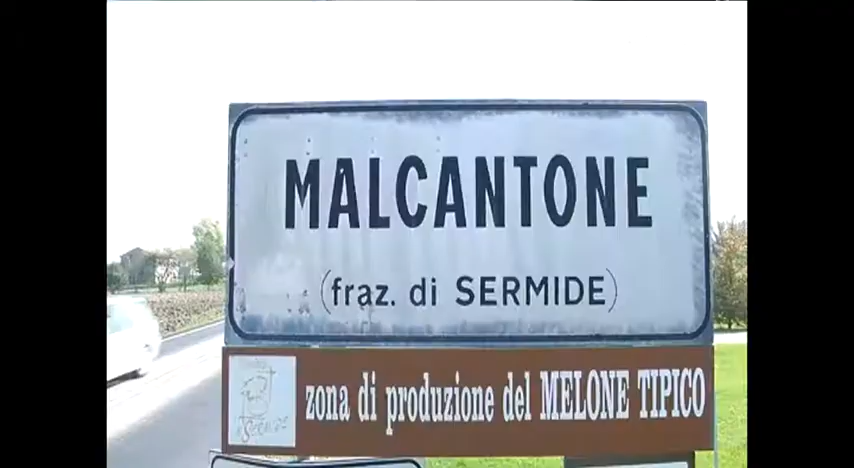 MALCANTONE
(fraz. di SERMIDE)
zona di produzione del MELONE TIPICO